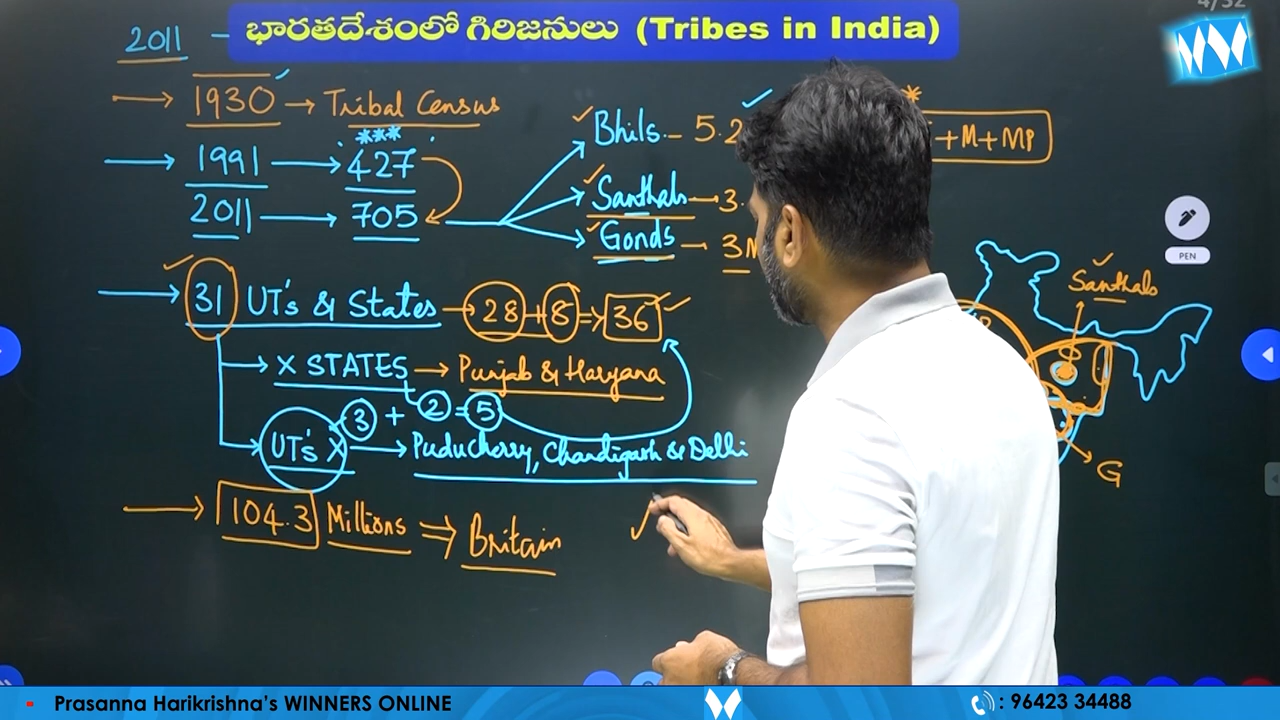 4/32
భారతదేశంలో గిరిజనులు (Tribes in India)
2011 -
1930 → Tribal Census
***
1991 → 427
2011 → 705
Bhils - 5.2
Santhals → 3.
Gonds - 3
+ M + MP
PEN
31 UT's & States → 28 + 8 => 36
X STATES → Punjab & Haryana
3 + 2 = 5
UT's X → Puducherry, Chandigarh & Delhi
104.3 Millions => Britain
Santhals
G
Prasanna Harikrishna's WINNERS ONLINE
: 96423 34488